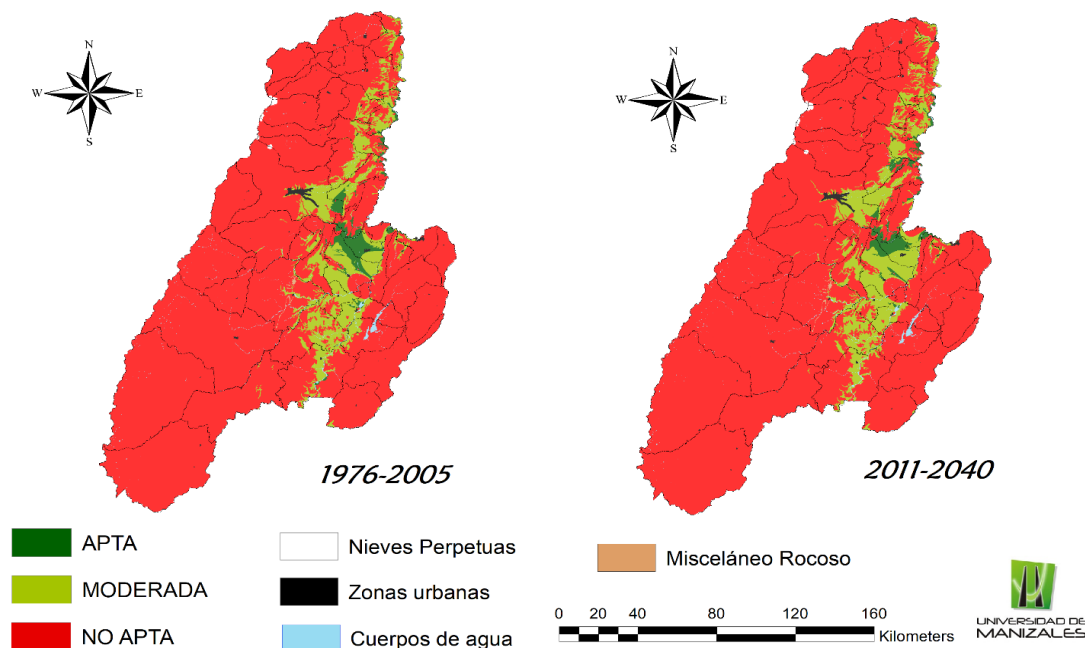 N
W E
S
N
W E
S
1976-2005
2011-2040
APTA
MODERADA
NO APTA
Nieves Perpetuas
Zonas urbanas
Cuerpos de agua
Misceláneo Rocoso
0 20 40 80 120 160
Kilometers
UNIVERSIDAD DE
MANIZALES